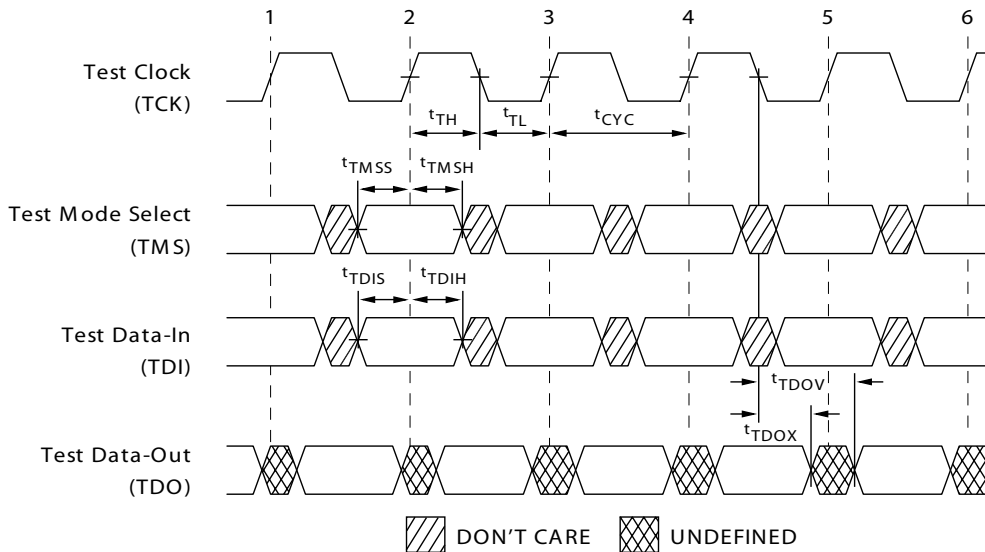 1 2 3 4 5 6
Test Clock
(TCK)
tTH tTL tCYC
tTMSS tTMSH
Test Mode Select
(TMS)
tTDIS tTDIH
Test Data-In
(TDI)
tTDOV
tTDOX
Test Data-Out
(TDO)
DON'T CARE UNDEFINED